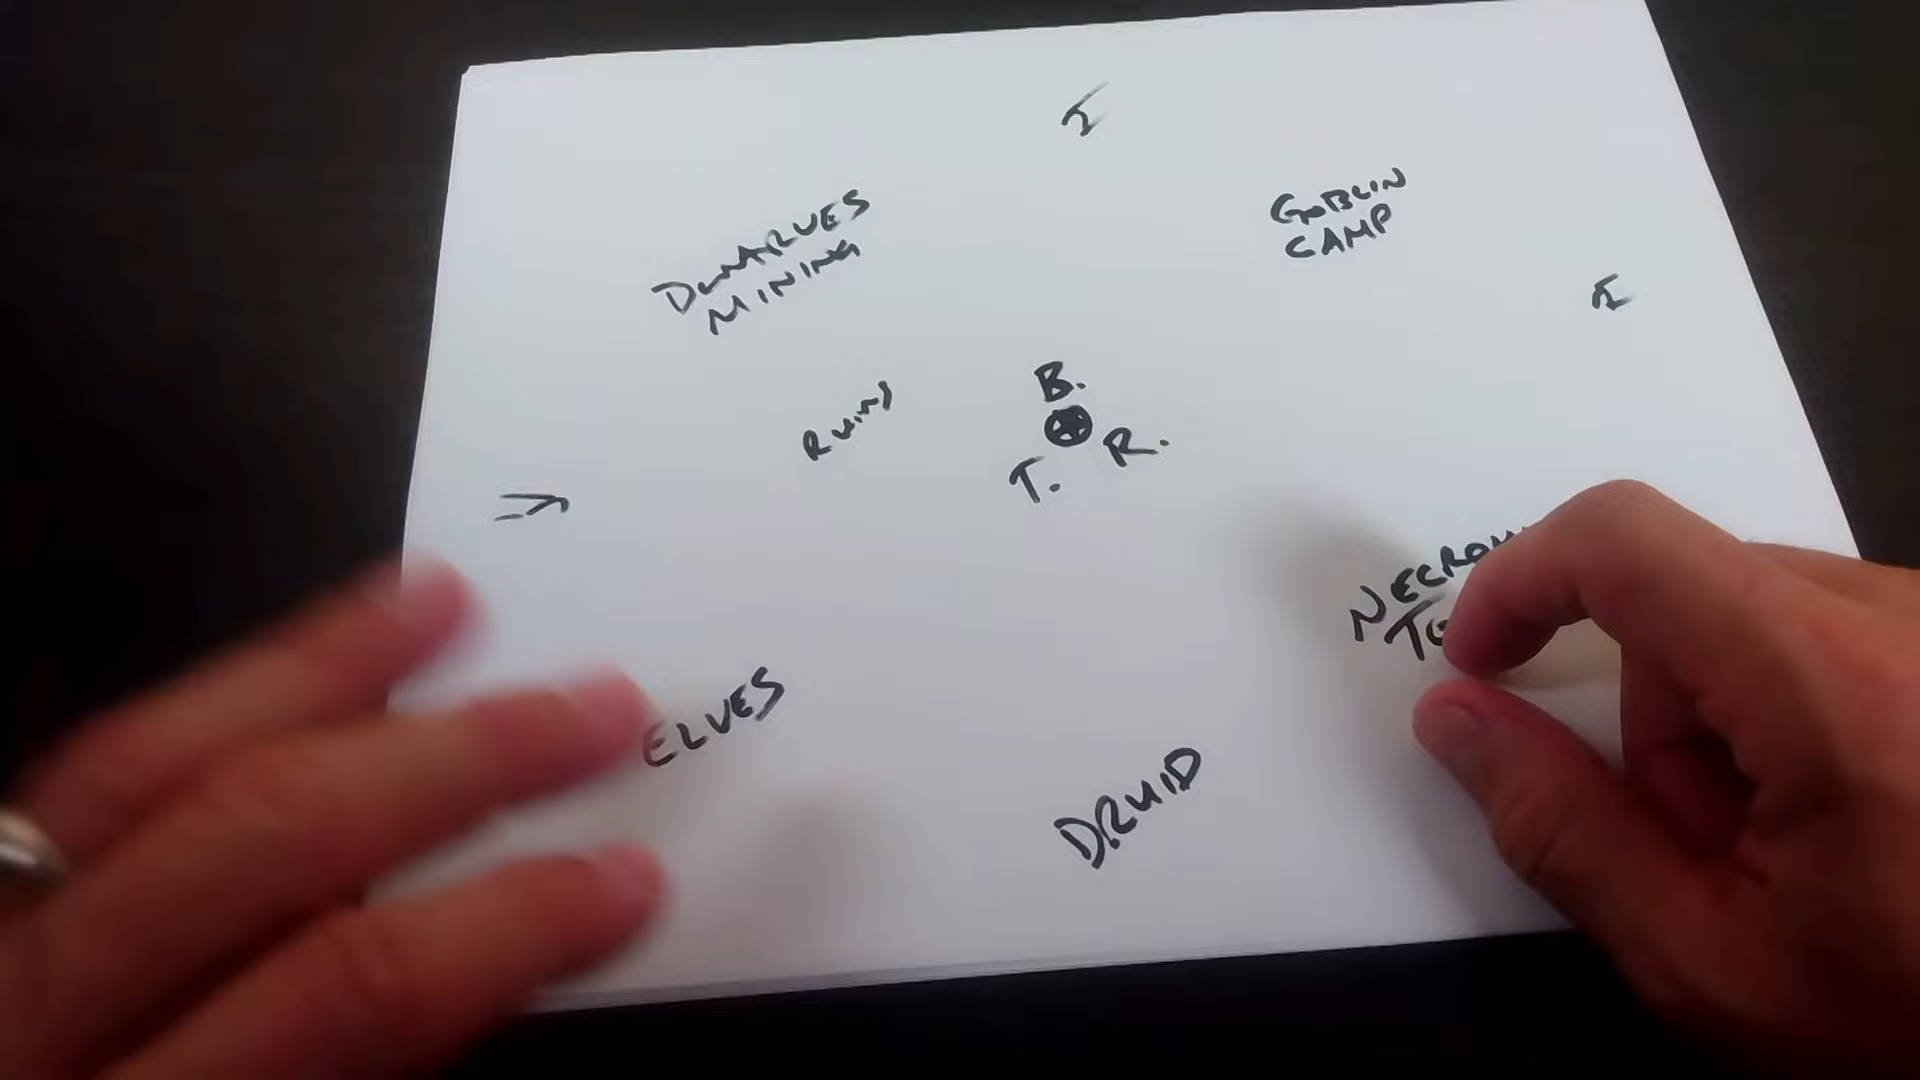 I
DWARVES
MINING
GOBLIN
CAMP
I
B.
RUINS
R.
T.
ELVES
DRUID